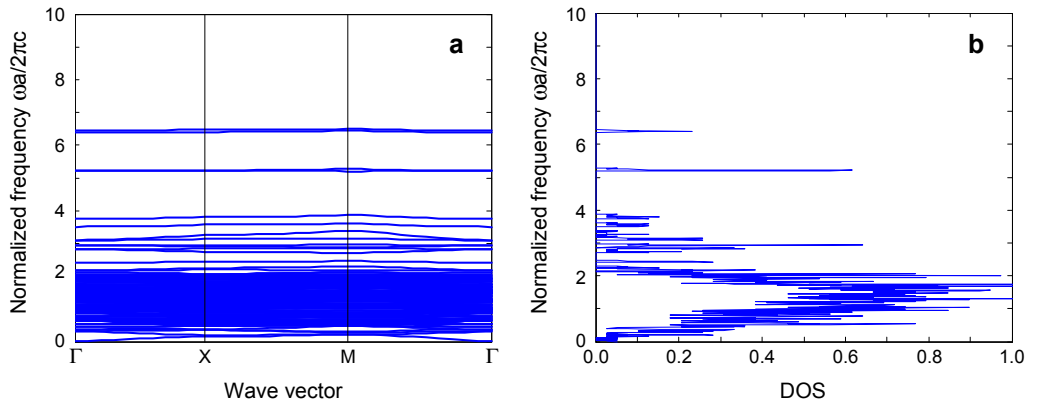 a
Normalized frequency ωa/2πc
10
8
6
4
2
0
Γ
X
M
Γ
Wave vector
b
Normalized frequency ωa/2πc
10
8
6
4
2
0
0.0
0.2
0.4
0.6
0.8
1.0
DOS